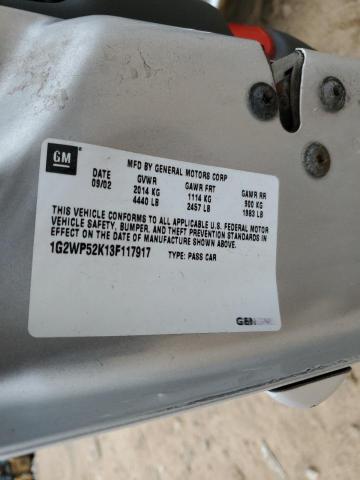 GM
MFD BY GENERAL MOTORS CORP
DATE GVWR GAWR FRT GAWR RR
09/02 2014 KG 1114 KG 900 KG
4440 LB 2457 LB 1983 LB
THIS VEHICLE CONFORMS TO ALL APPLICABLE U.S. FEDERAL MOTOR
VEHICLE SAFETY, BUMPER, AND THEFT PREVENTION STANDARDS IN
EFFECT ON THE DATE OF MANUFACTURE SHOWN ABOVE.
1G2WP52K13F117917 TYPE: PASS CAR